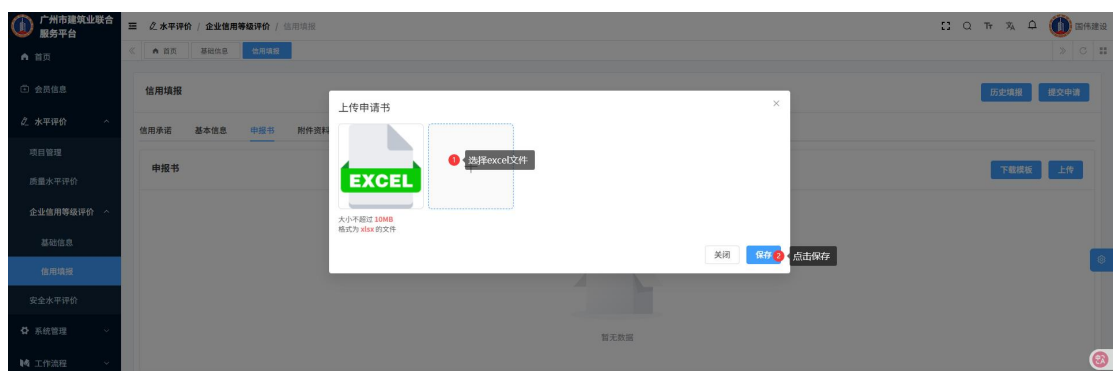 广州市建筑业联合
服务平台
水平评价 / 企业信用等级评价 / 信用填报
国伟建设
首页
首页 基础信息 信用填报
会员信息
水平评价
项目管理
质量水平评价
企业信用等级评价
基础信息
信用填报
安全水平评价
系统管理
工作流程
信用填报
历史填报 提交申请
信用承诺 基本信息 申报书 附件资料
申报书
下载模板 上传
上传申请书
EXCEL
1 选择excel文件
大小不超过 10MB
格式为 xlsx 的文件
关闭 保存 2 点击保存
暂无数据